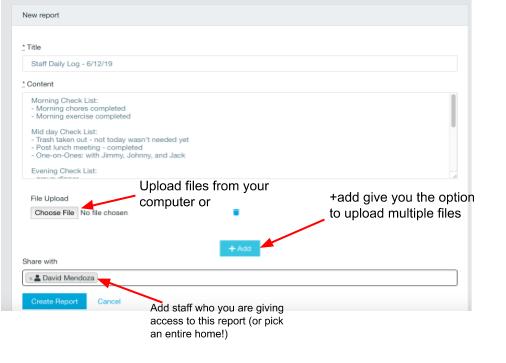 New report
* Title
Staff Daily Log - 6/12/19
* Content
Morning Check List:
- Morning chores completed
- Morning exercise completed
Mid day Check List:
- Trash taken out - not today wasn't needed yet
- Post lunch meeting - completed
- One-on-Ones: with Jimmy, Johnny, and Jack
Evening Check List:
File Upload
Choose File No file chosen
Upload files from your
computer or
+add give you the option
to upload multiple files
+ Add
Share with
× David Mendoza
Create Report Cancel
Add staff who you are giving
access to this report (or pick
an entire home!)